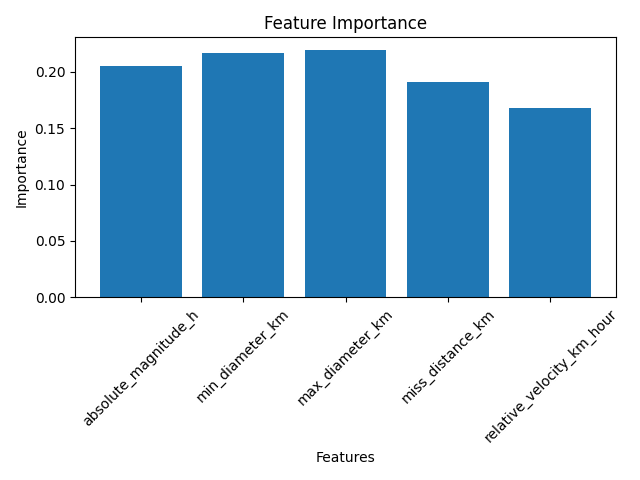 Feature Importance
Importance
0.20
0.15
0.10
0.05
0.00
absolute_magnitude_h
min_diameter_km
max_diameter_km
miss_distance_km
relative_velocity_km_hour
Features